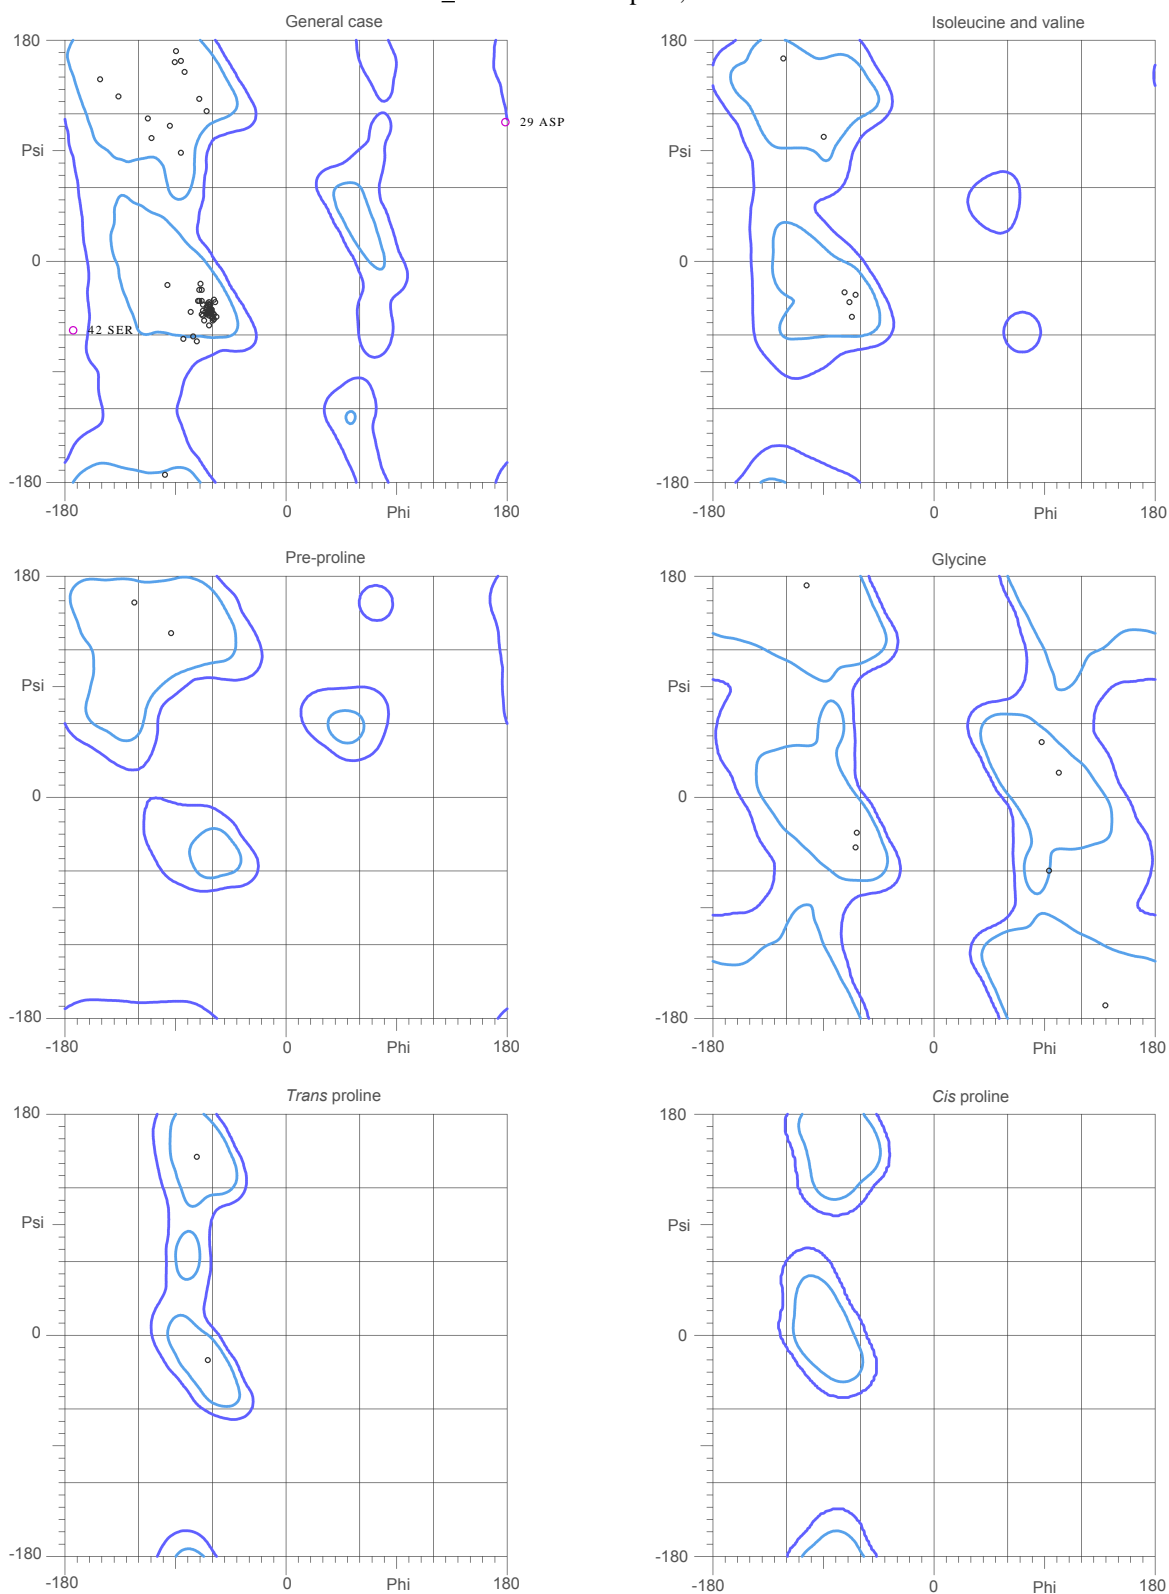 General case
Isoleucine and valine
180
180
29 ASP
Psi
Psi
0
0
42 SER
-180
-180
-180
0
Phi
180
-180
0
Phi
180
Pre-proline
Glycine
180
180
Psi
Psi
0
0
-180
-180
-180
0
Phi
180
-180
0
Phi
180
Trans proline
Cis proline
180
180
Psi
Psi
0
0
-180
-180
-180
0
Phi
180
-180
0
Phi
180